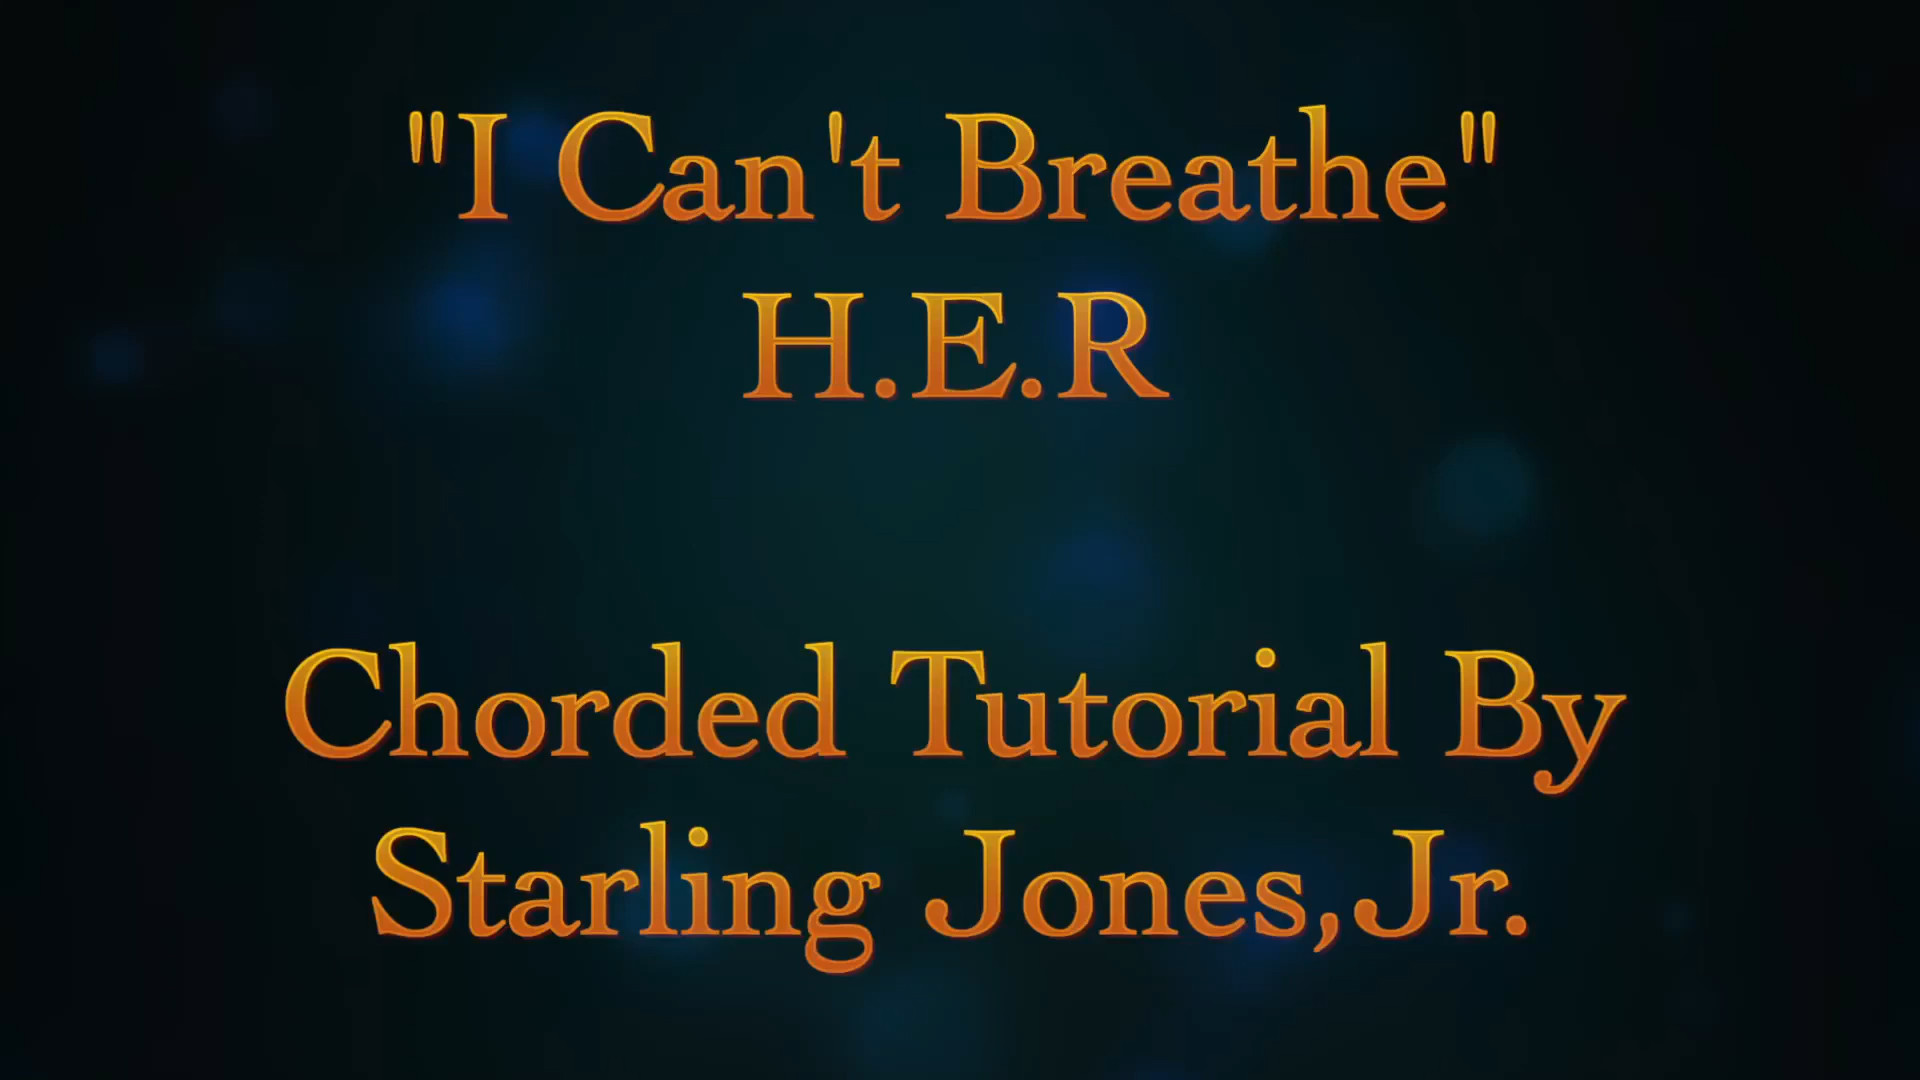 "I Can't Breathe"
H.E.R
Chorded Tutorial By
Starling Jones,Jr.